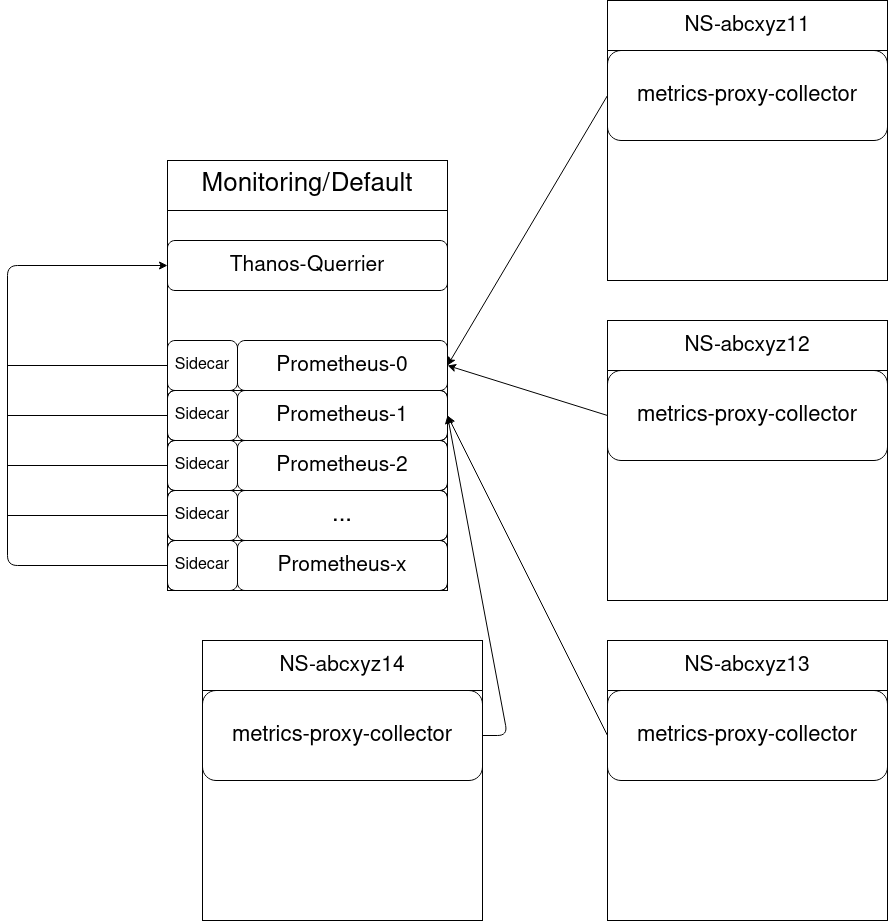 NS-abcxyz11
metrics-proxy-collector
Monitoring/Default
Thanos-Querrier
Sidecar Prometheus-0
Sidecar Prometheus-1
Sidecar Prometheus-2
Sidecar ...
Sidecar Prometheus-x
NS-abcxyz12
metrics-proxy-collector
NS-abcxyz14
metrics-proxy-collector
NS-abcxyz13
metrics-proxy-collector